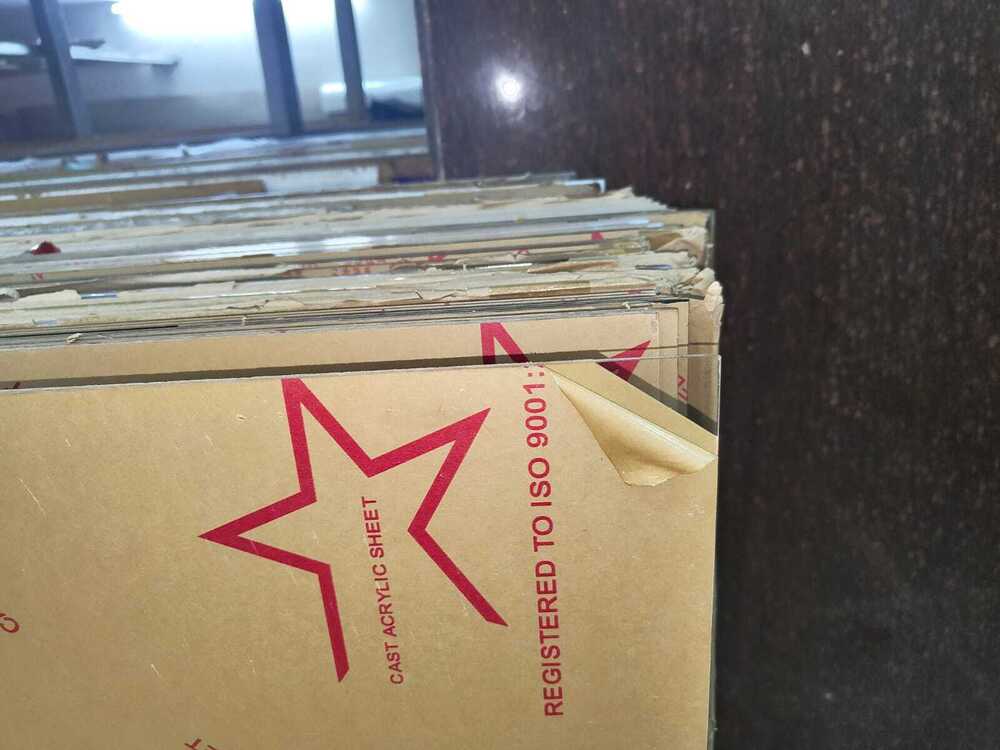 CAST ACRYLIC SHEET
REGISTERED TO ISO 9001: